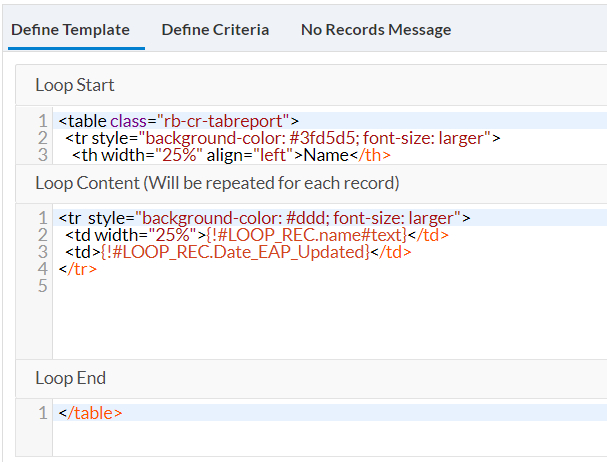 Define Template Define Criteria No Records Message
Loop Start
1 <table class="rb-cr-tabreport">
2 <tr style="background-color: #3fd5d5; font-size: larger">
3 <th width="25%" align="left">Name</th>
Loop Content (Will be repeated for each record)
1 <tr  style="background-color: #ddd; font-size: larger">
2 <td width="25%">{!#LOOP_REC.name#text}</td>
3 <td>{!#LOOP_REC.Date_EAP_Updated}</td>
4 </tr>
5
Loop End
1 </table>